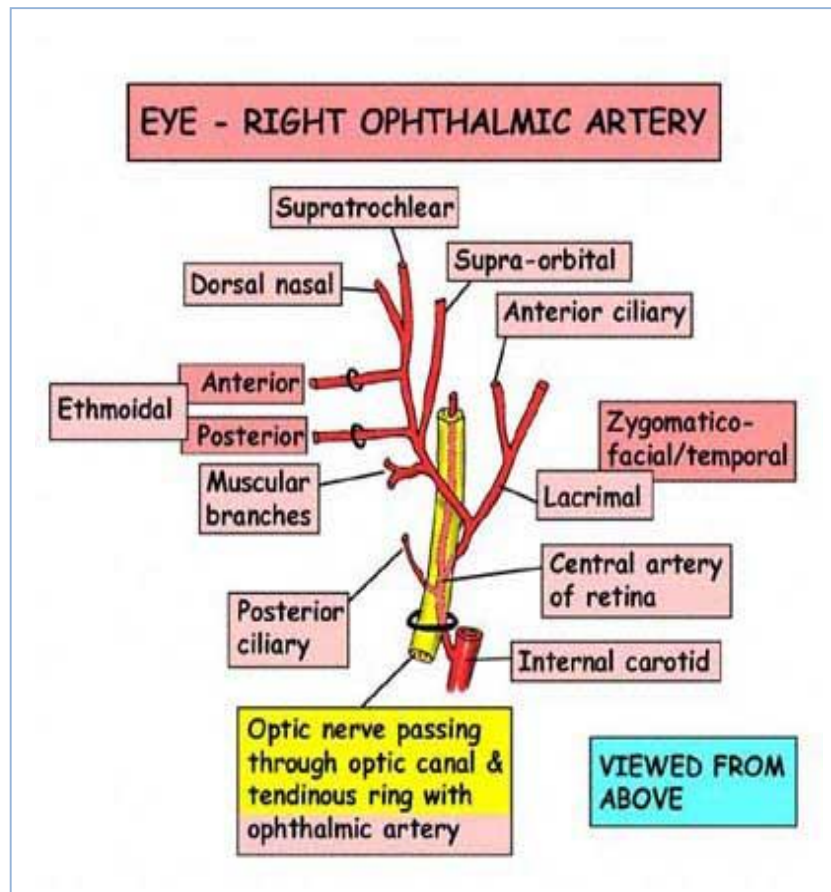 EYE - RIGHT OPHTHALMIC ARTERY
Supratrochlear
Supra-orbital
Dorsal nasal
Anterior ciliary
Anterior
Ethmoidal
Posterior
Zygomatico-
facial/temporal
Muscular
branches
Lacrimal
Central artery
of retina
Posterior
ciliary
Internal carotid
Optic nerve passing
through optic canal &
tendinous ring with
ophthalmic artery
VIEWED FROM
ABOVE